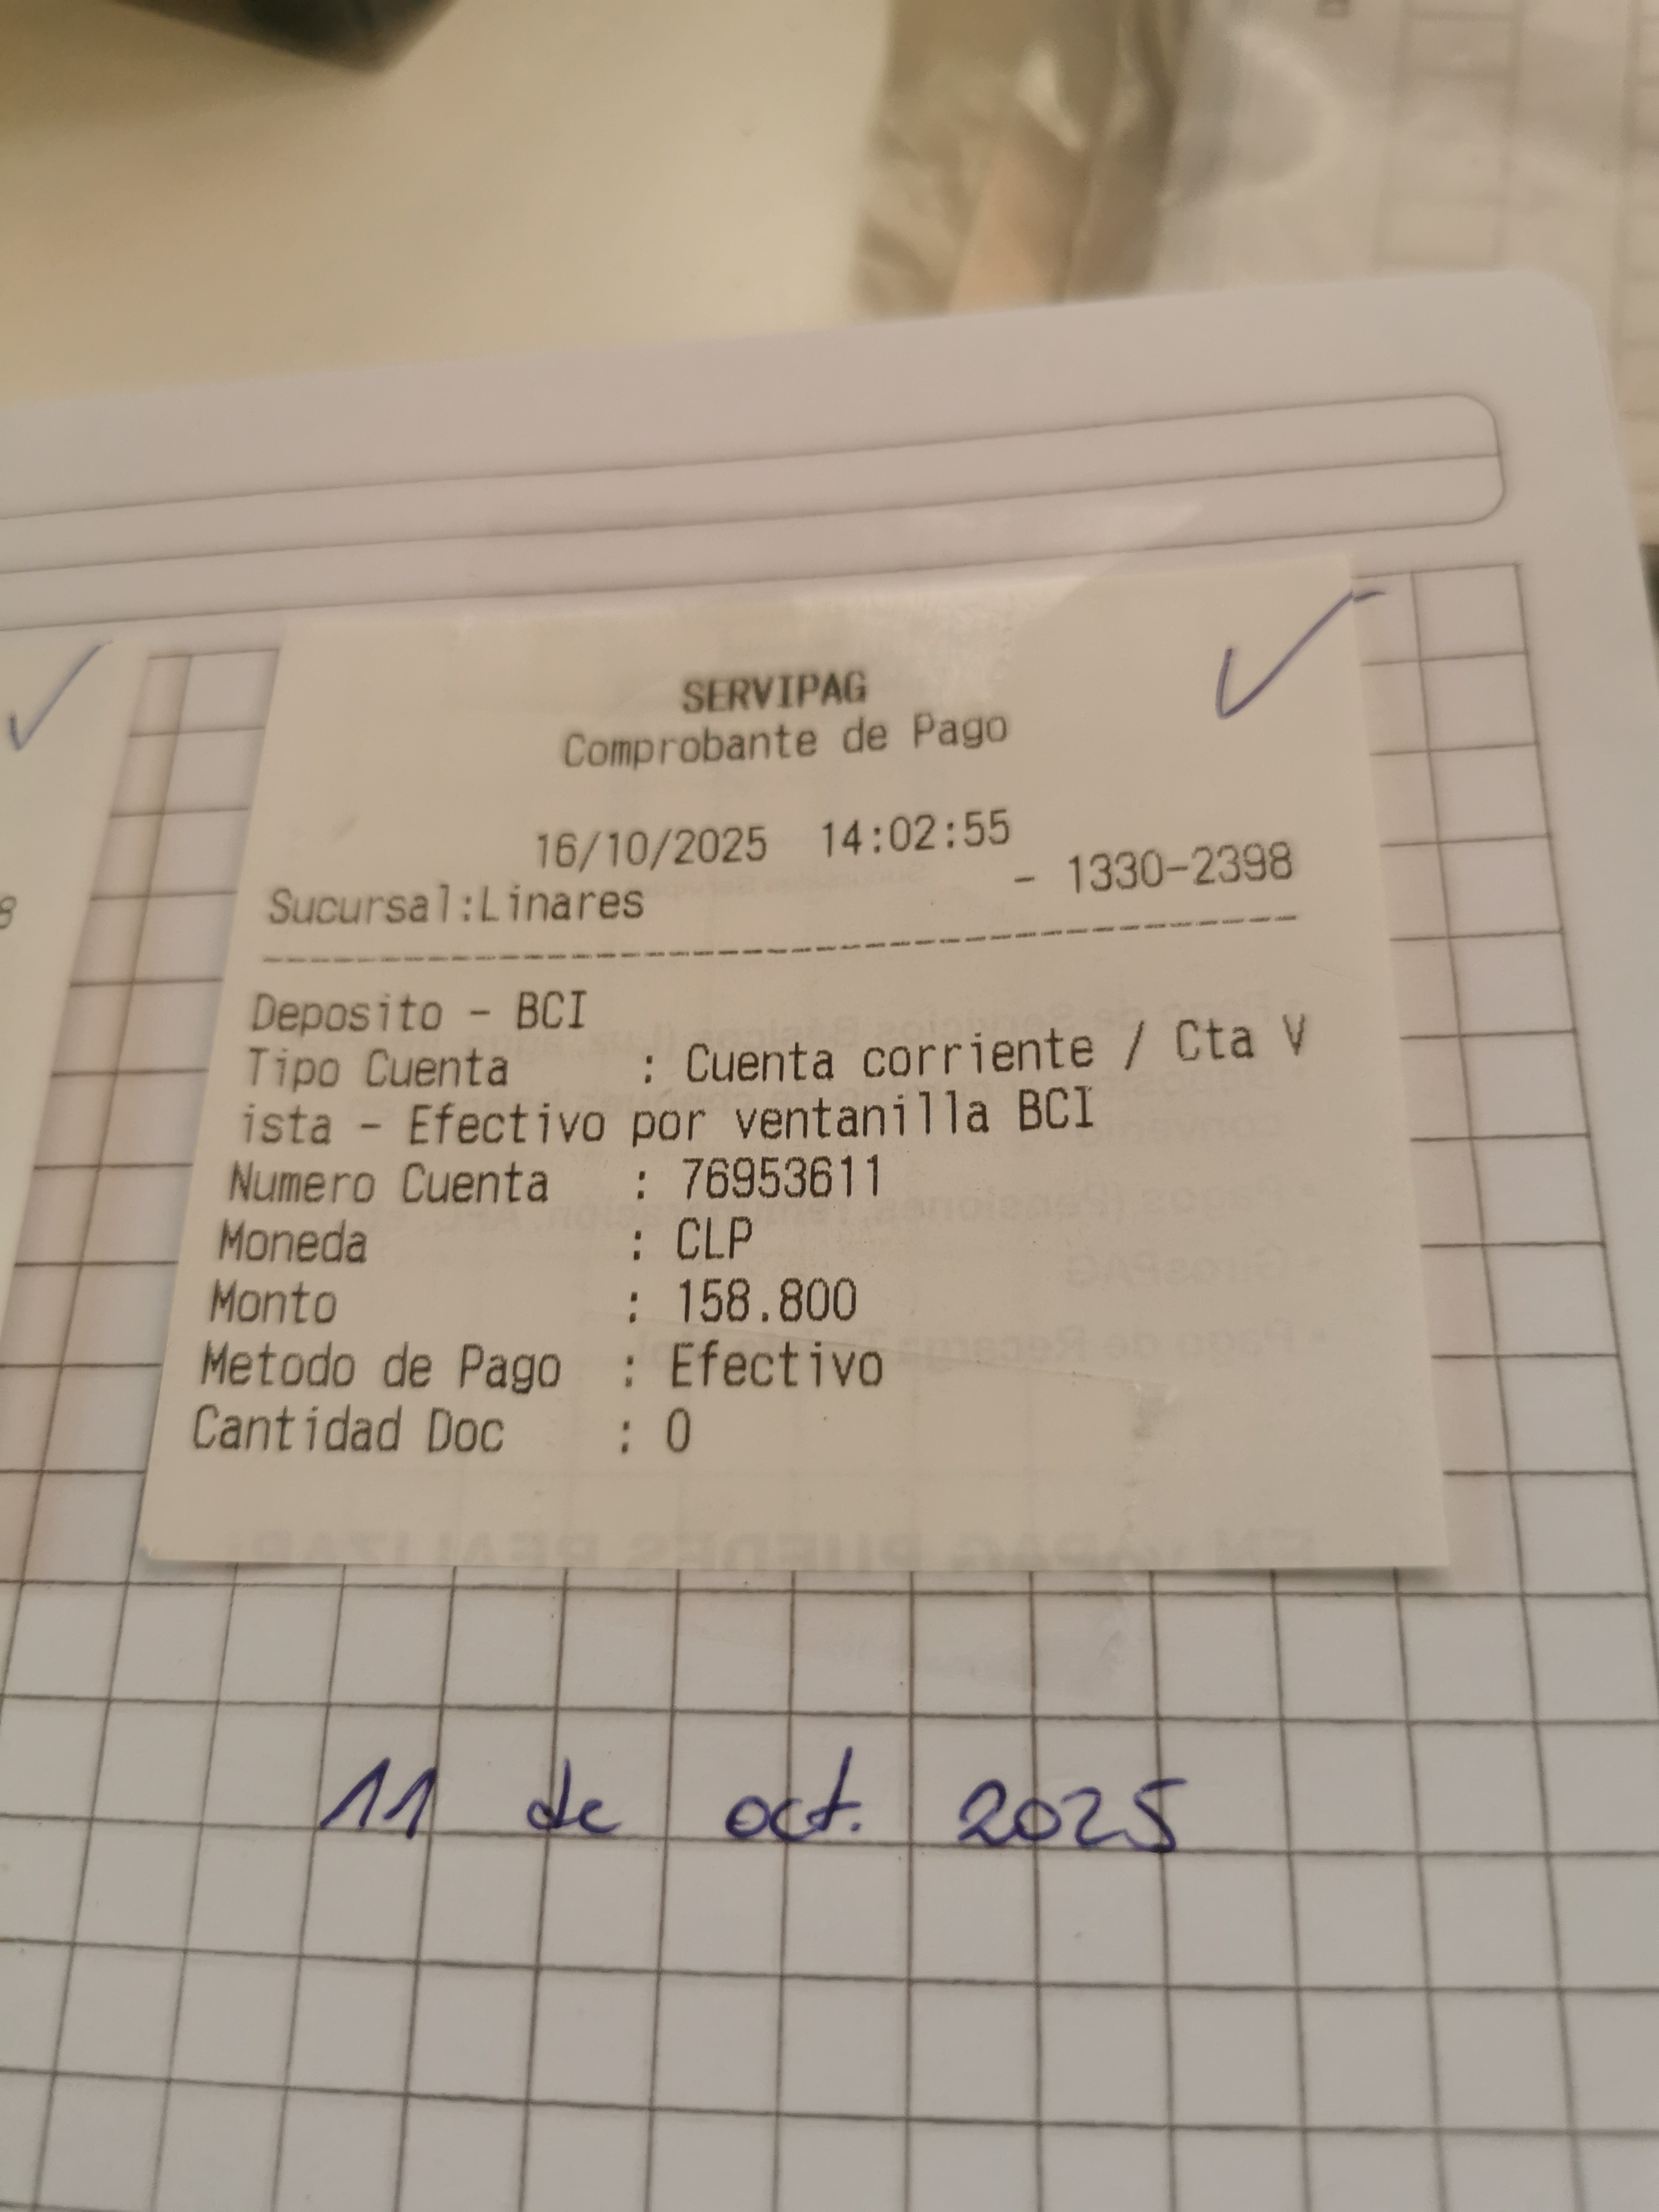 SERVIPAG
Comprobante de Pago
16/10/2025 14:02:55
Sucursal:Linares - 1330-2398
Deposito - BCI
Tipo Cuenta : Cuenta corriente / Cta V
ista - Efectivo por ventanilla BCI
Numero Cuenta : 76953611
Moneda : CLP
Monto : 158.800
Metodo de Pago : Efectivo
Cantidad Doc : 0
11 de oct. 2025